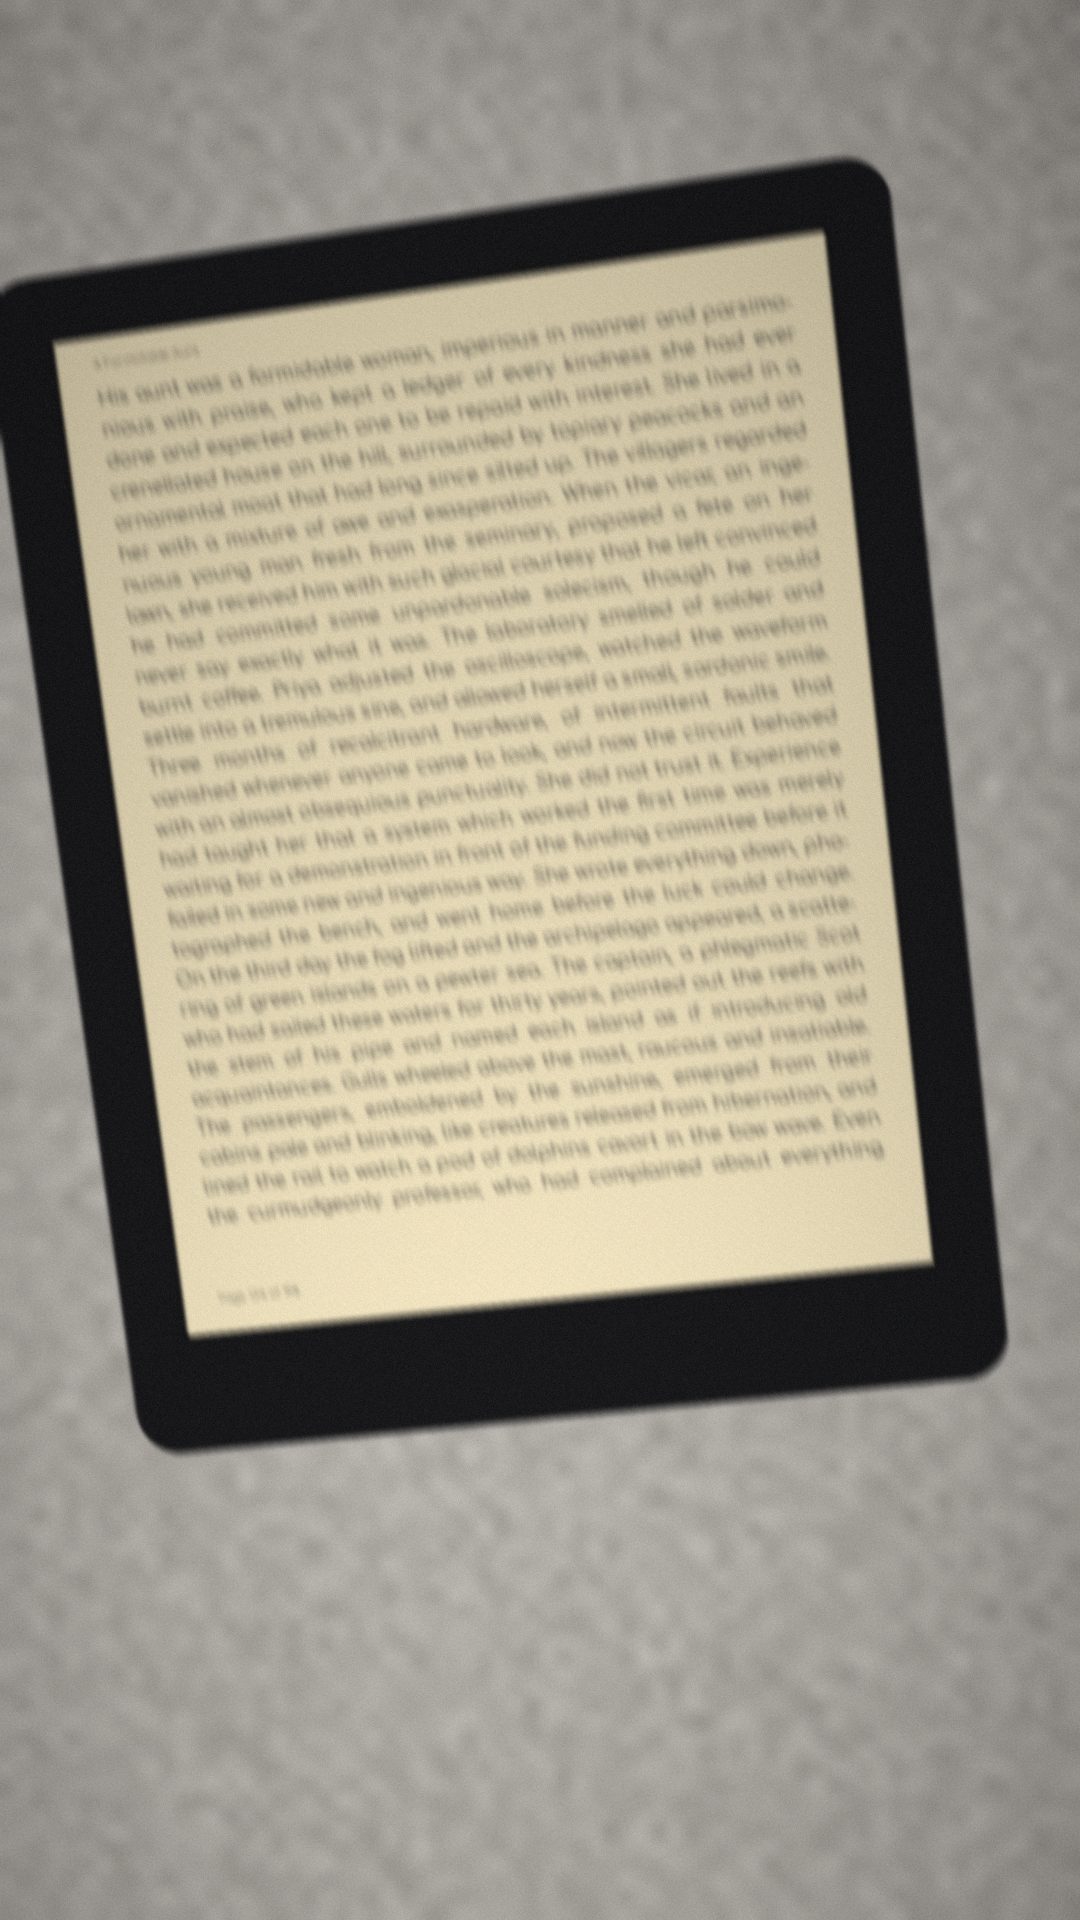 His aunt was a formidable woman, imperious in manner and parsimo-
nious with praise, who kept a ledger of every kindness she had ever
done and expected each one to be repaid with interest. She lived in a
crenellated house on the hill, surrounded by topiary peacocks and an
ornamental moat that had long since silted up. The villagers regarded
her with a mixture of awe and exasperation. When the vicar, an inge-
nuous young man fresh from the seminary, proposed a fete on her
lawn, she received him with such glacial courtesy that he left convinced
he had committed some unpardonable solecism, though he could
never say exactly what it was. The laboratory smelled of solder and
burnt coffee. Priya adjusted the oscilloscope, watched the waveform
settle into a tremulous sine, and allowed herself a small, sardonic smile.
Three months of recalcitrant hardware, of intermittent faults that
vanished whenever anyone came to look, and now the circuit behaved
with an almost obsequious punctuality. She did not trust it. Experience
had taught her that a system which worked the first time was merely
waiting for a demonstration in front of the funding committee before it
failed in some new and ingenious way. She wrote everything down, pho-
tographed the bench, and went home before the luck could change.
On the third day the fog lifted and the archipelago appeared, a scatte-
ring of green islands on a pewter sea. The captain, a phlegmatic Scot
who had sailed these waters for thirty years, pointed out the reefs with
the stem of his pipe and named each island as if introducing old
acquaintances. Gulls wheeled above the mast, raucous and insatiable.
The passengers, emboldened by the sunshine, emerged from their
cabins pale and blinking, like creatures released from hibernation, and
lined the rail to watch a pod of dolphins cavort in the bow wave. Even
the curmudgeonly professor, who had complained about everything